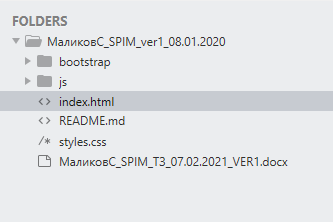 FOLDERS
МаликовС_SPIM_ver1_08.01.2020
bootstrap
js
<> index.html
<> README.md
/* styles.css
МаликовС_SPIM_ТЗ_07.02.2021_VER1.docx